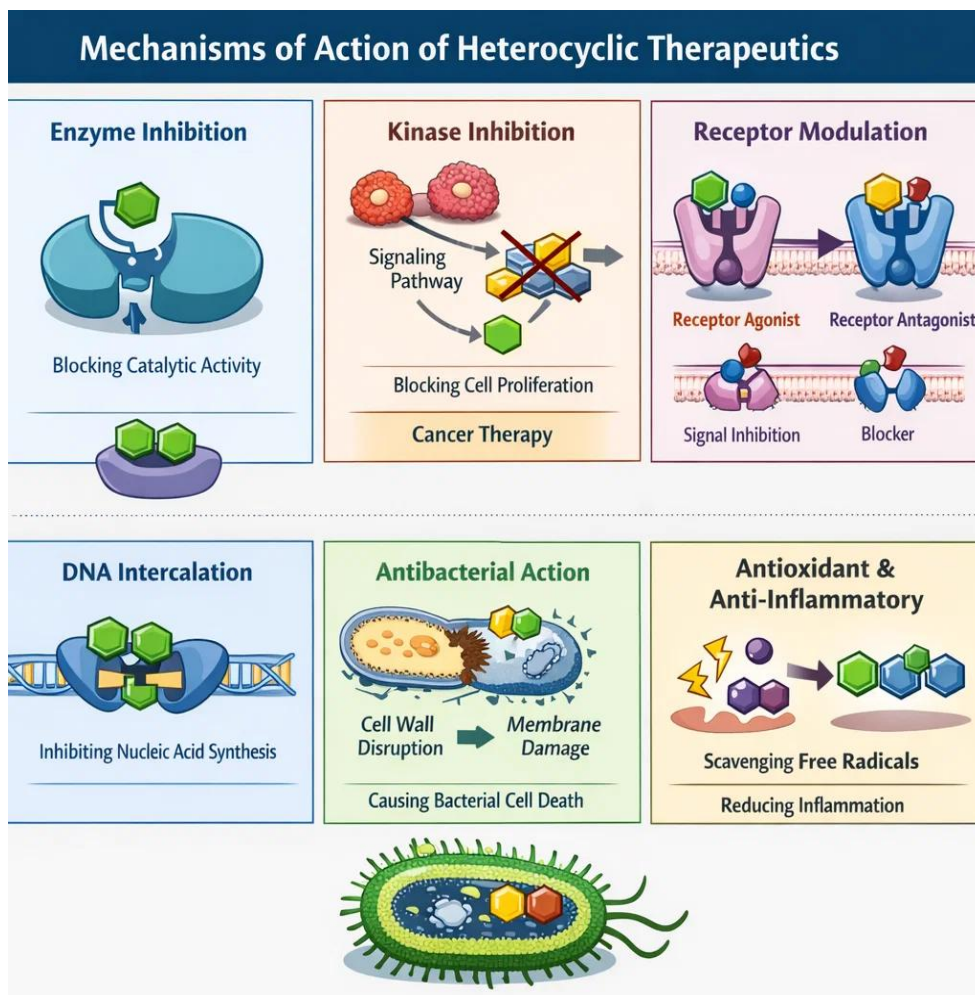 Mechanisms of Action of Heterocyclic Therapeutics
Enzyme Inhibition
Blocking Catalytic Activity
Kinase Inhibition
Signaling
Pathway
Blocking Cell Proliferation
Cancer Therapy
Receptor Modulation
Receptor Agonist
Receptor Antagonist
Signal Inhibition
Blocker
DNA Intercalation
Inhibiting Nucleic Acid Synthesis
Antibacterial Action
Cell Wall
Disruption
Membrane
Damage
Causing Bacterial Cell Death
Antioxidant &
Anti-Inflammatory
Scavenging Free Radicals
Reducing Inflammation